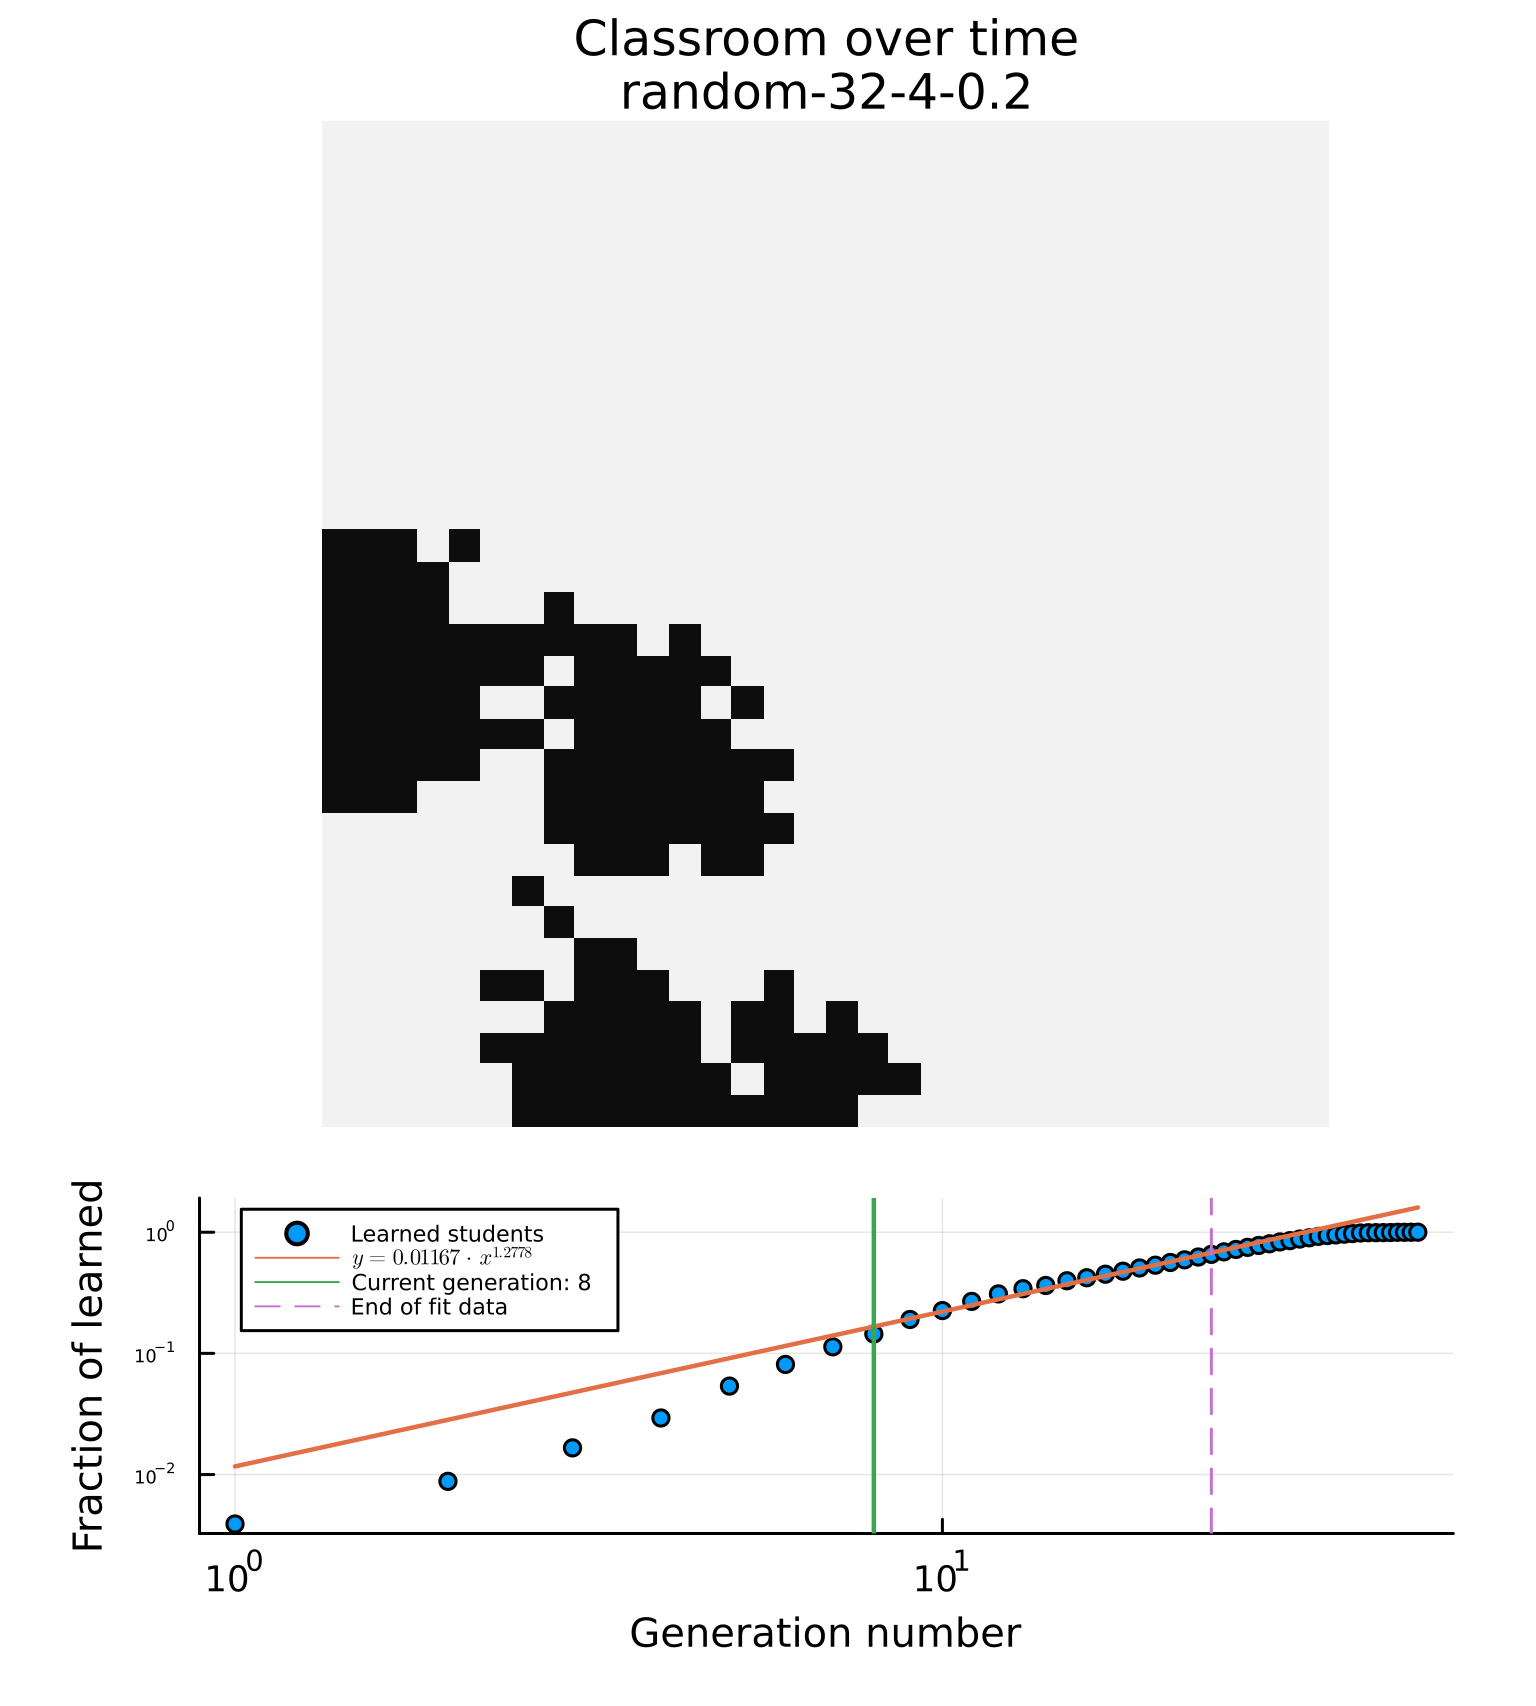 Classroom over time
random-32-4-0.2
Learned students
y = 0.01167 · x^1.2778
Current generation: 8
End of fit data
Fraction of learned
10^0
10^−1
10^−2
10^0
10^1
Generation number